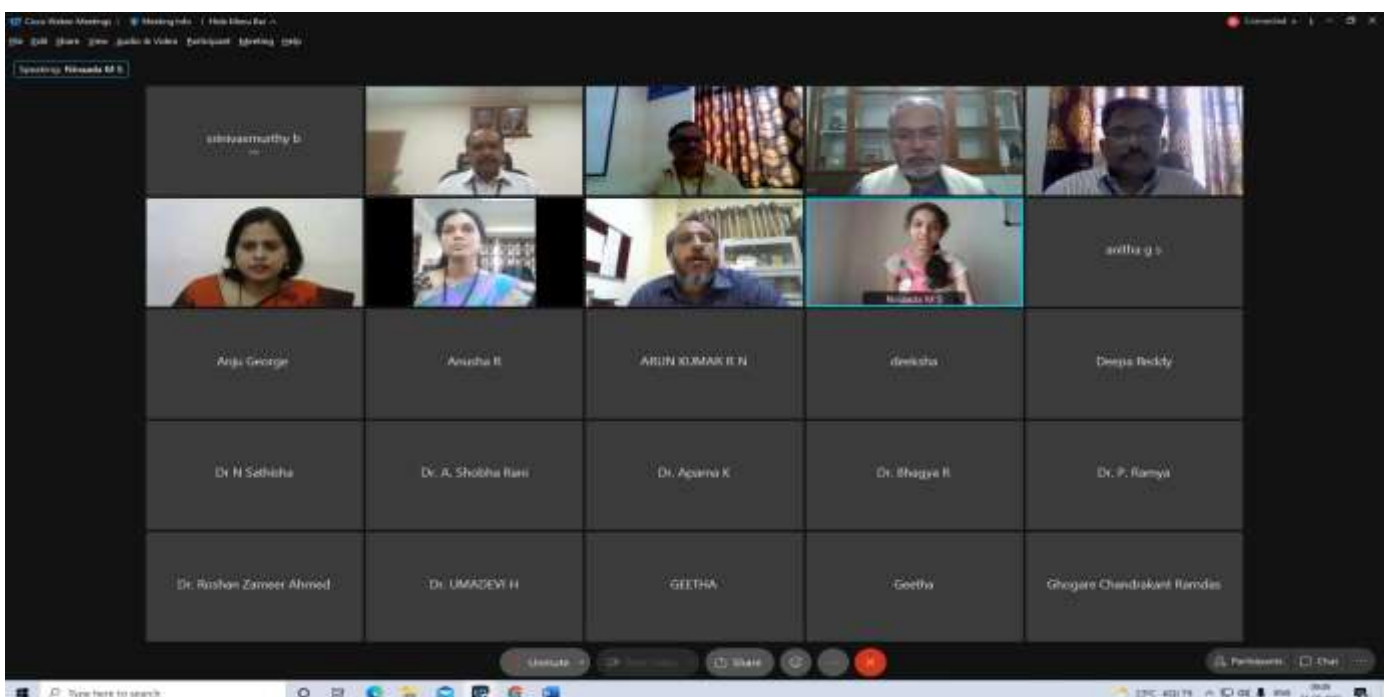 Cisco Webex Meetings
Meeting Info
Hide Menu Bar
Connected
File Edit Share View Audio & Video Participant Meeting Help
Speaking: Ninaada M S
srinivasmurthy b
Ninaada M S
anitha g s
Anju George
Anusha R
ARUN KUMAR R N
deeksha
Deepa Reddy
Dr N Sathisha
Dr. A. Shobha Rani
Dr. Aparna K
Dr. Bhagya R
Dr. P. Ramya
Dr. Roshan Zameer Ahmed
Dr. UMADEVI H
GEETHA
Geetha
Ghogare Chandrakant Ramdas
Unmute
Share
Participants
Chat
Type here to search
ENG